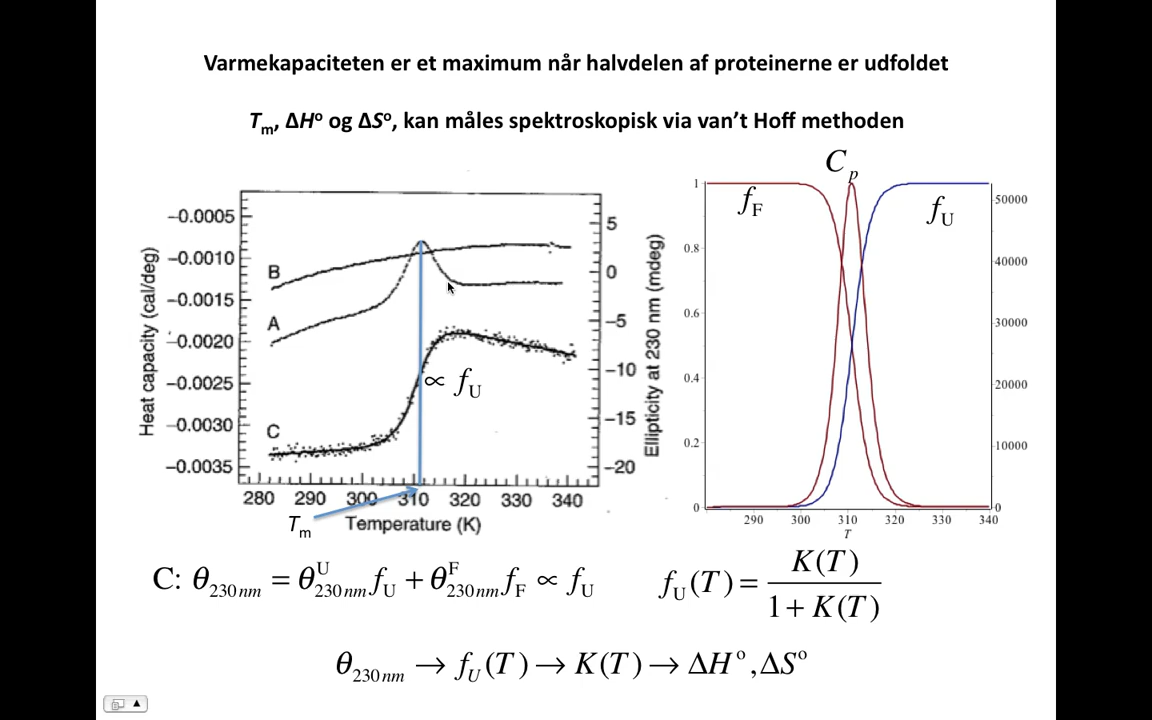 Varmekapaciteten er et maximum når halvdelen af proteinerne er udfoldet
Tm, ΔHº og ΔSº, kan måles spektroskopisk via van’t Hoff methoden
Heat capacity (cal/deg)
−0.0005
−0.0010
−0.0015
−0.0020
−0.0025
−0.0030
−0.0035
B
A
C
∝ fU
5
0
−5
−10
−15
−20
Ellipticity at 230 nm (mdeg)
280 290 300 310 320 330 340
Tm
Temperature (K)
Cp
fF
fU
1
0.8
0.6
0.4
0.2
0
50000
40000
30000
20000
10000
0
290 300 310 320 330 340
T
C: θ230nm = θU230nm fU + θF230nm fF ∝ fU
fU(T) = K(T) / 1 + K(T)
θ230nm → fU(T) → K(T) → ΔHº, ΔSº